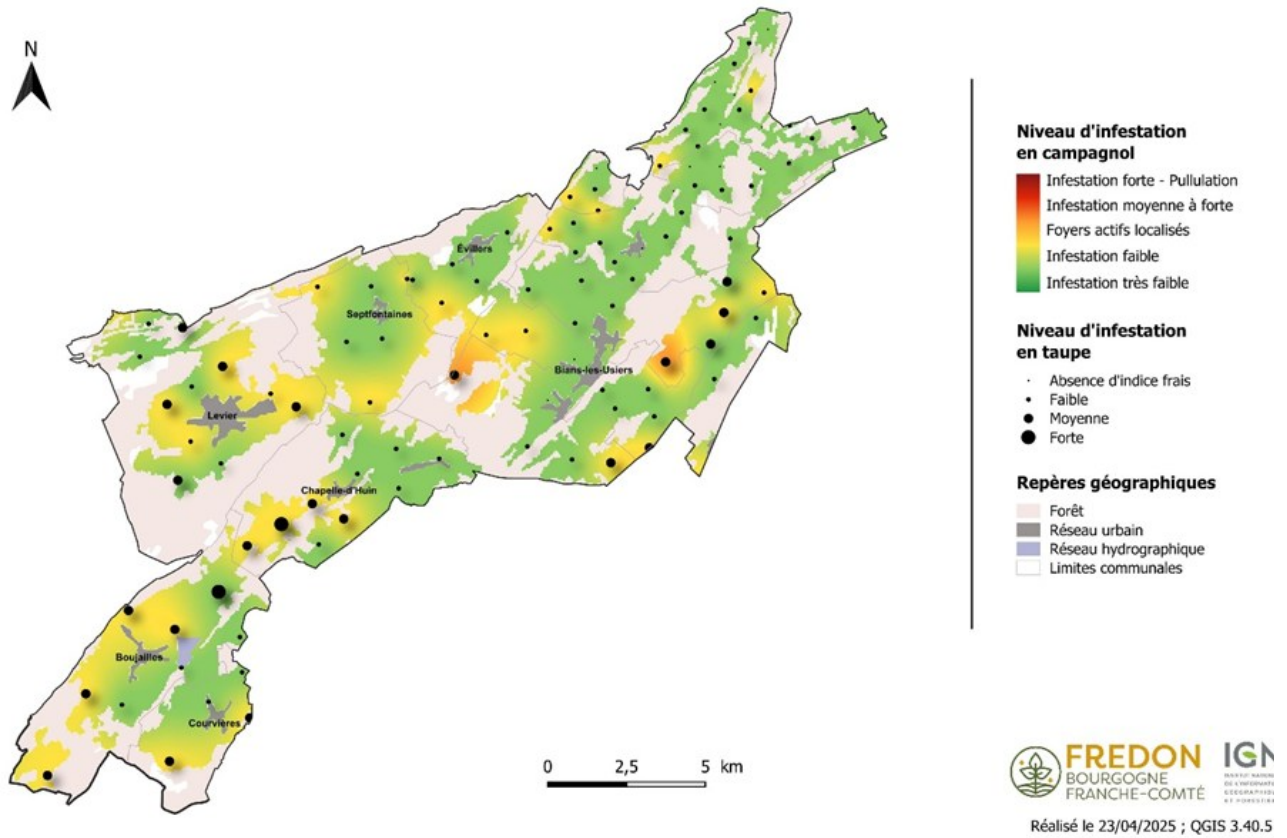 N
Évillers
Septfontaines
Bians-les-Usiers
Levier
Chapelle-d'Huin
Boujailles
Courvières
0 2,5 5 km
Niveau d'infestation
en campagnol
Infestation forte - Pullulation
Infestation moyenne à forte
Foyers actifs localisés
Infestation faible
Infestation très faible
Niveau d'infestation
en taupe
Absence d'indice frais
Faible
Moyenne
Forte
Repères géographiques
Forêt
Réseau urbain
Réseau hydrographique
Limites communales
FREDON
BOURGOGNE
FRANCHE-COMTÉ
IGN
Réalisé le 23/04/2025 ; QGIS 3.40.5